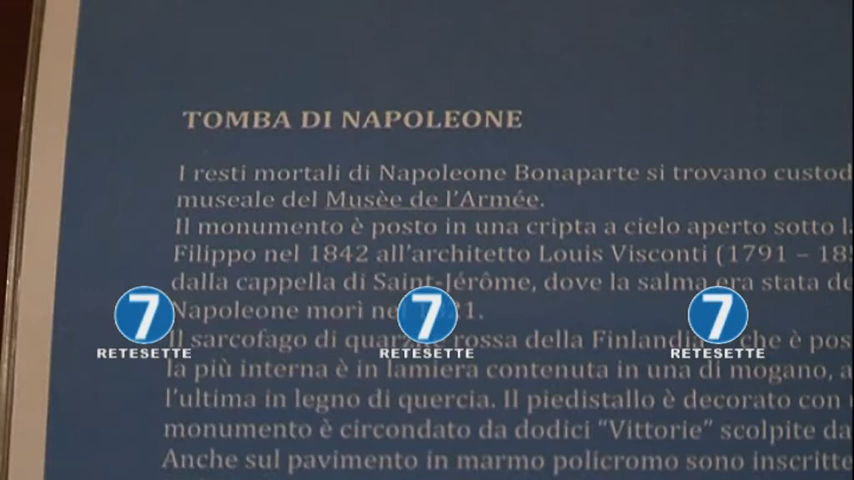 TOMBA DI NAPOLEONE
I resti mortali di Napoleone Bonaparte si trovano custod
museale del Musèe de l'Armée.
Il monumento è posto in una cripta a cielo aperto sotto
Filippo nel 1842 all'architetto Louis Visconti (1791 – 18
dalla cappella di Saint-Jérôme, dove la salma era stata de
Napoleone morì nel 1821.
Il sarcofago di quarzite rossa della Finlandia che è pos
la più interna è in lamiera contenuta in una di mogano, a
l'ultima in legno di quercia. Il piedistallo è decorato con
monumento è circondato da dodici "Vittorie" scolpite da
Anche sul pavimento in marmo policromo sono inscritte
7 7 7
RETESETTE RETESETTE RETESETTE